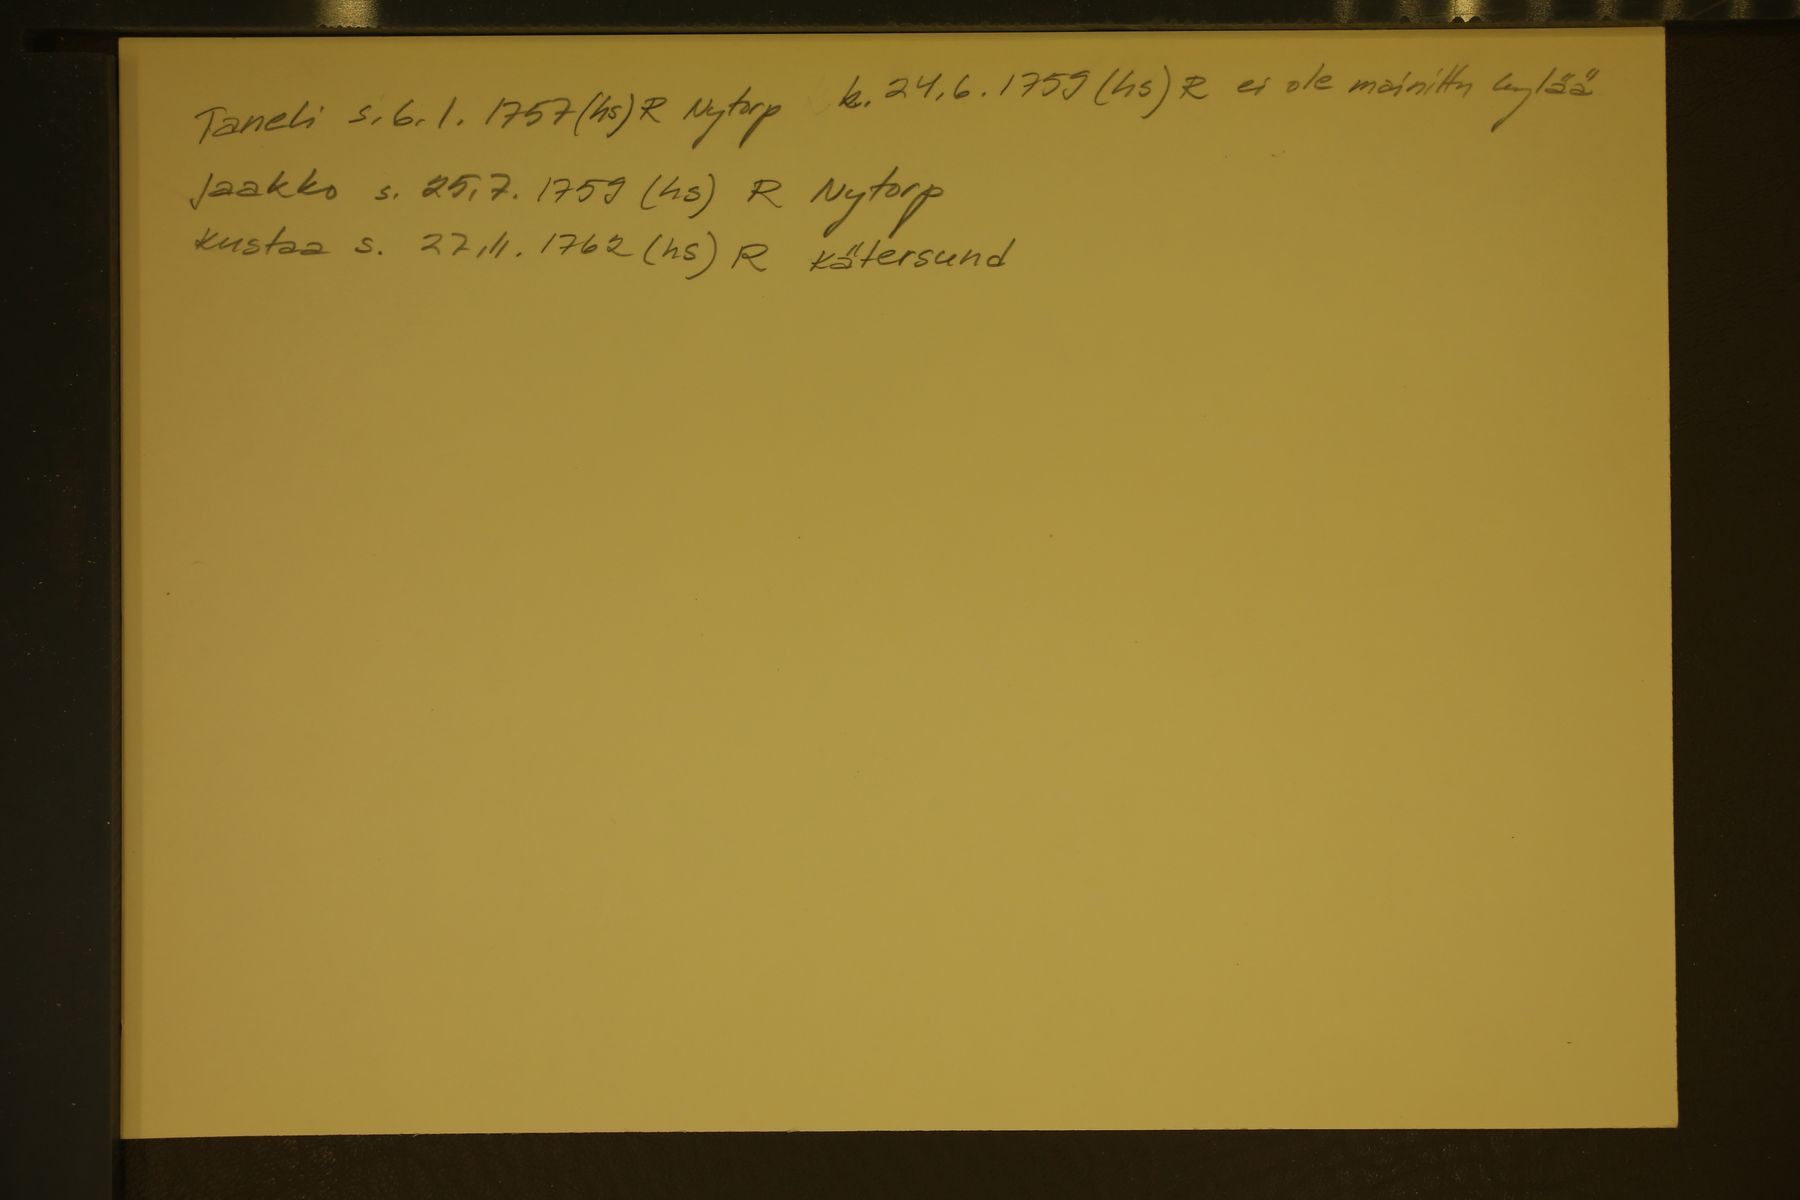 Taneli s. 6.1. 1757 (hs) R Nytorp k. 24.6. 1759 (hs) R ei ole mainittu kylää
Jaakko s. 25.7. 1759 (hs) R Nytorp
Kustaa s. 27.11. 1762 (hs) R Kätersund